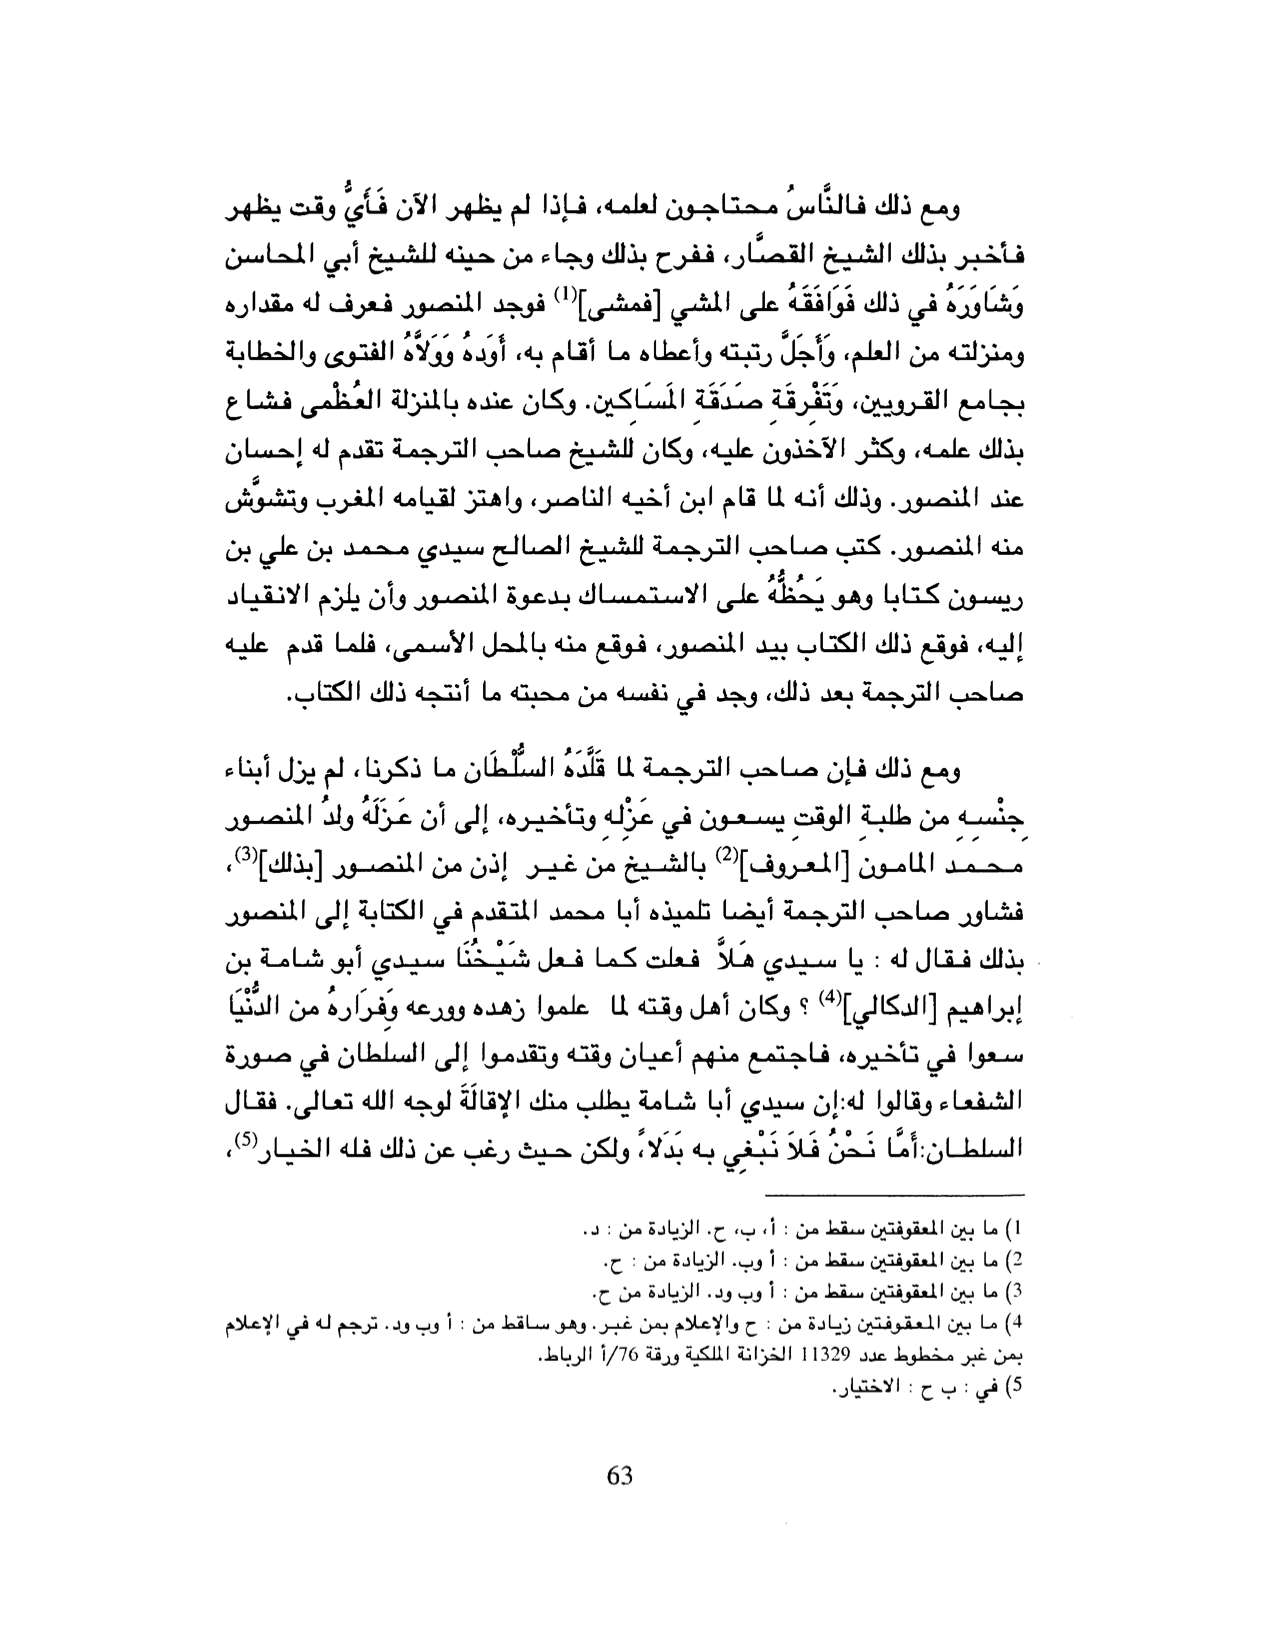 ومع ذلك فالنَّاسُ محتاجون لعلمه، فإذا لم يظهر الآن فَأَيُّ وقت يظهر
فأخبر بذلك الشيخ القصَّار، ففرح بذلك وجاء من حينه للشيخ أبي المحاسن
وَشَاوَرَهُ في ذلك فَوَافَقَهُ على المشي [فمشى](1) فوجد المنصور فعرف له مقداره
ومنزلته من العلم، وَأَجَلَّ رتبته وأعطاه ما أقام به، أَوَدهُ وَوَلاَّهُ الفتوى والخطابة
بجامع القرويين، وَتَفْرِقَةِ صَدَقَةِ المَسَاكِين. وكان عنده بالمنزلة العُظْمى فشاع
بذلك علمه، وكثر الآخذون عليه، وكان للشيخ صاحب الترجمة تقدم له إحسان
عند المنصور. وذلك أنه لما قام ابن أخيه الناصر، واهتز لقيامه المغرب وتشوَّش
منه المنصور. كتب صاحب الترجمة للشيخ الصالح سيدي محمد بن علي بن
ريسون كتابا وهو يَحُظُّهُ على الاستمساك بدعوة المنصور وأن يلزم الانقياد
إليه، فوقع ذلك الكتاب بيد المنصور، فوقع منه بالمحل الأسمى، فلما قدم عليه
صاحب الترجمة بعد ذلك، وجد في نفسه من محبته ما أنتجه ذلك الكتاب.
ومع ذلك فإن صاحب الترجمة لما قَلَّدَهُ السُّلْطَان ما ذكرنا، لم يزل أبناء
جِنْسِهِ من طلبةِ الوقتِ يسعون في عَزْلِهِ وتأخيره، إلى أن عَزَلَهُ ولدُ المنصور
محمد المامون [المعروف](2) بالشيخ من غير إذن من المنصور [بذلك](3)،
فشاور صاحب الترجمة أيضا تلميذه أبا محمد المتقدم في الكتابة إلى المنصور
بذلك فقال له : يا سيدي هَلاَّ فعلت كما فعل شَيْخُنَا سيدي أبو شامة بن
إبراهيم [الدكالي](4) ؟ وكان أهل وقته لما علموا زهده وورعه وَفِرَارهُ من الدُّنْيَا
سعوا في تأخيره، فاجتمع منهم أعيان وقته وتقدموا إلى السلطان في صورة
الشفعاء وقالوا له:إن سيدي أبا شامة يطلب منك الإقَالَةَ لوجه الله تعالى. فقال
السلطان:أَمَّا نَحْنُ فَلاَ نَبْغِي به بَدَلاً، ولكن حيث رغب عن ذلك فله الخيار(5)،
1) ما بين المعقوفتين سقط من : أ، ب، ح. الزيادة من : د.
2) ما بين المعقوفتين سقط من : أ وب. الزيادة من : ح.
3) ما بين المعقوفتين سقط من : أ وب ود. الزيادة من ح.
4) ما بين المعقوفتين زيادة من : ح والإعلام بمن غبر. وهو ساقط من : أ وب ود. ترجم له في الإعلام
بمن غبر مخطوط عدد 11329 الخزانة الملكية ورقة 76/أ الرباط.
5) في : ب ح : الاختيار.
63